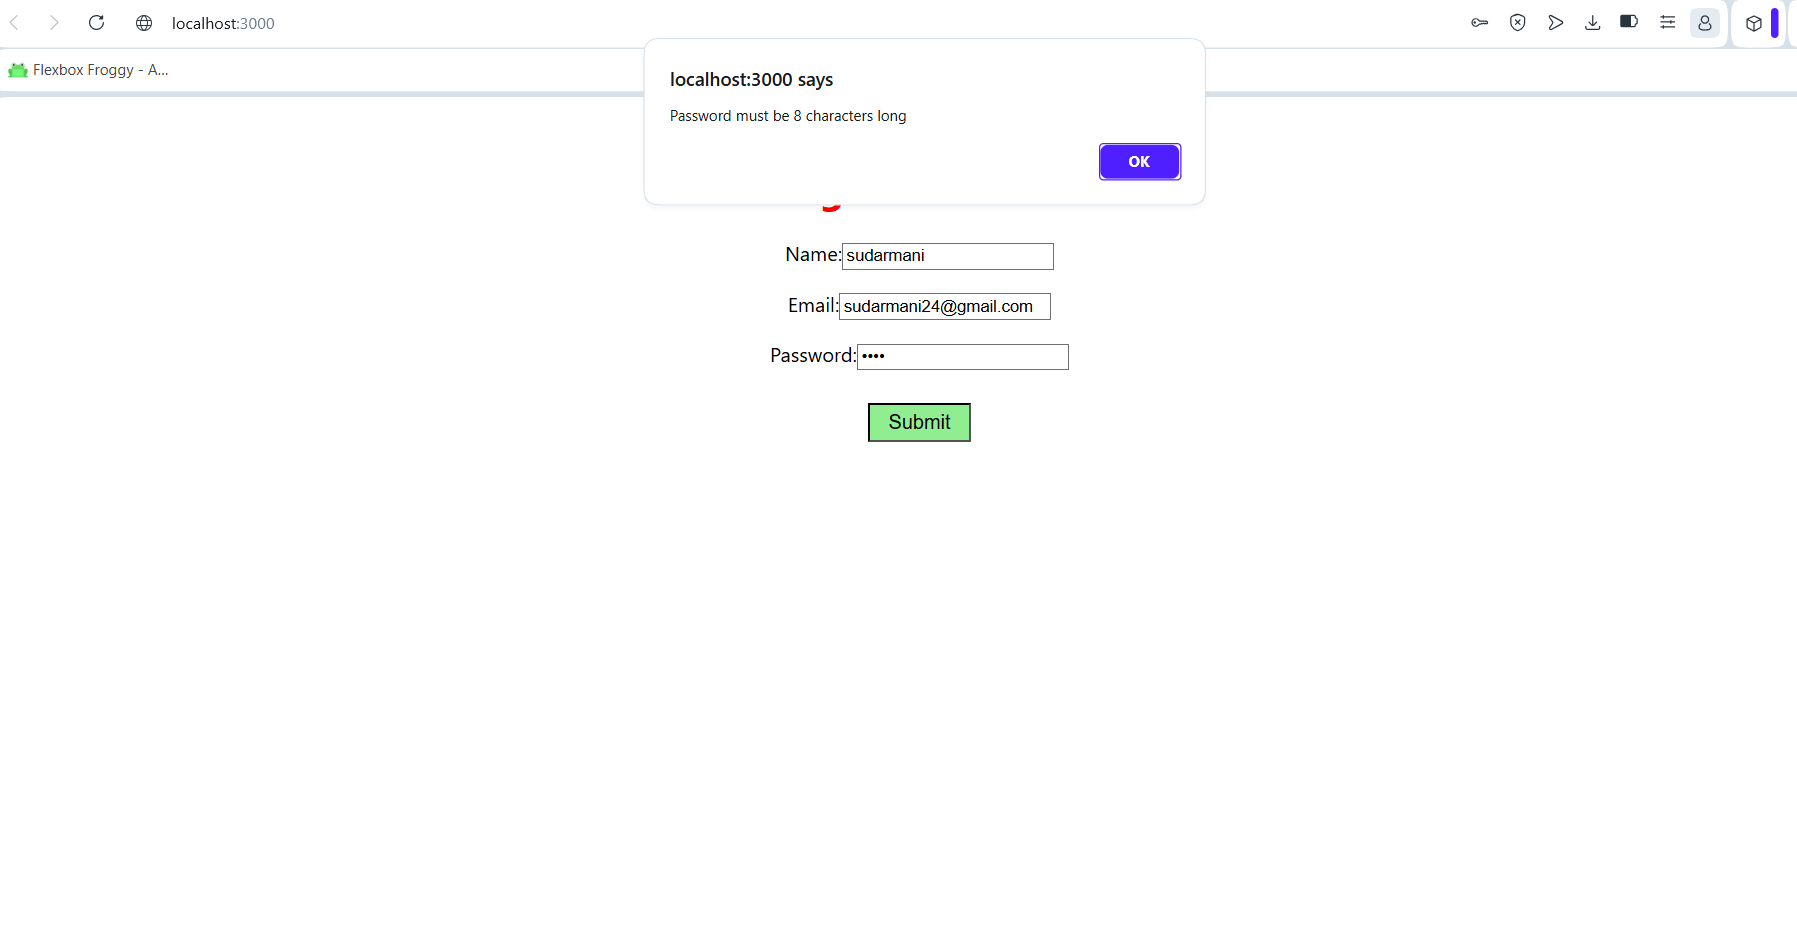 localhost:3000
Flexbox Froggy - A...
localhost:3000 says
Password must be 8 characters long
OK
Name: sudarmani
Email: sudarmani24@gmail.com
Password: ••••
Submit